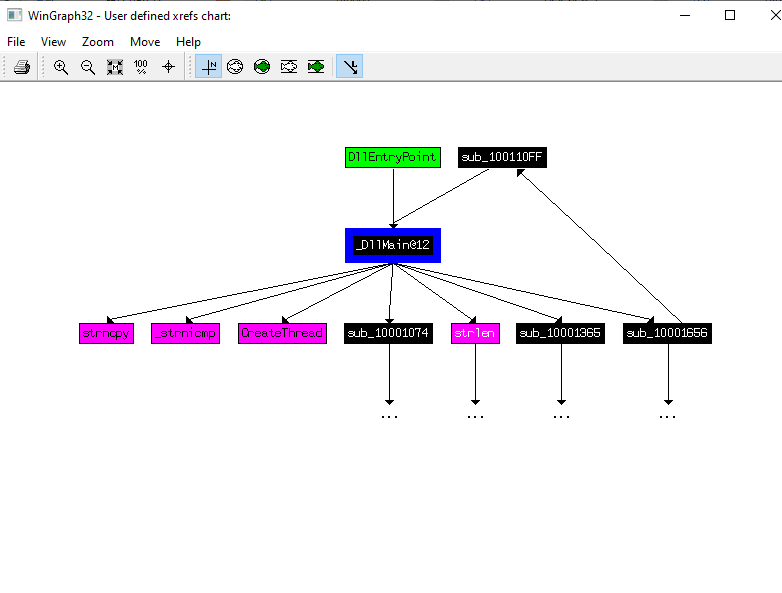 WinGraph32 - User defined xrefs chart:
File View Zoom Move Help
100 % N
DllEntryPoint sub_100110FF
_DllMain@12
strncpy _strnicmp CreateThread sub_10001074 strlen sub_10001365 sub_10001656
... ... ... ...